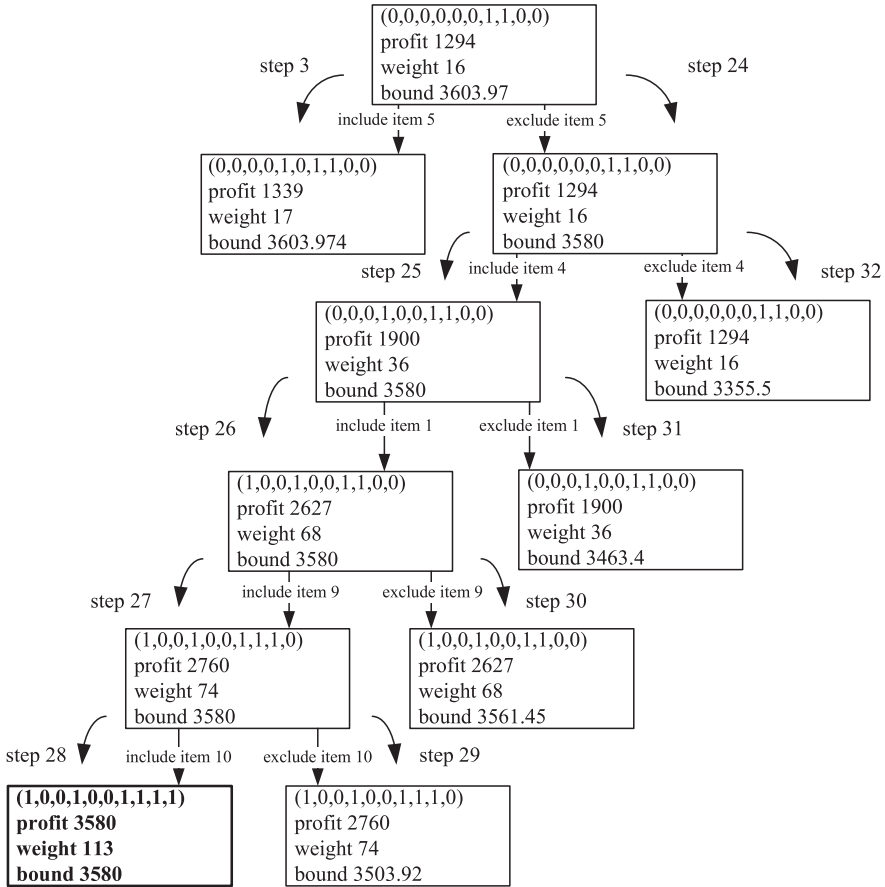 (0,0,0,0,0,0,1,1,0,0)
profit 1294
weight 16
bound 3603.97
step 3
step 24
include item 5
exclude item 5
(0,0,0,0,1,0,1,1,0,0)
profit 1339
weight 17
bound 3603.974
(0,0,0,0,0,0,1,1,0,0)
profit 1294
weight 16
bound 3580
step 25
include item 4
exclude item 4
step 32
(0,0,0,1,0,0,1,1,0,0)
profit 1900
weight 36
bound 3580
(0,0,0,0,0,0,1,1,0,0)
profit 1294
weight 16
bound 3355.5
step 26
include item 1
exclude item 1
step 31
(1,0,0,1,0,0,1,1,0,0)
profit 2627
weight 68
bound 3580
(0,0,0,1,0,0,1,1,0,0)
profit 1900
weight 36
bound 3463.4
step 27
include item 9
exclude item 9
step 30
(1,0,0,1,0,0,1,1,1,0)
profit 2760
weight 74
bound 3580
(1,0,0,1,0,0,1,1,0,0)
profit 2627
weight 68
bound 3561.45
step 28
include item 10
exclude item 10
step 29
(1,0,0,1,0,0,1,1,1,1)
profit 3580
weight 113
bound 3580
(1,0,0,1,0,0,1,1,1,0)
profit 2760
weight 74
bound 3503.92